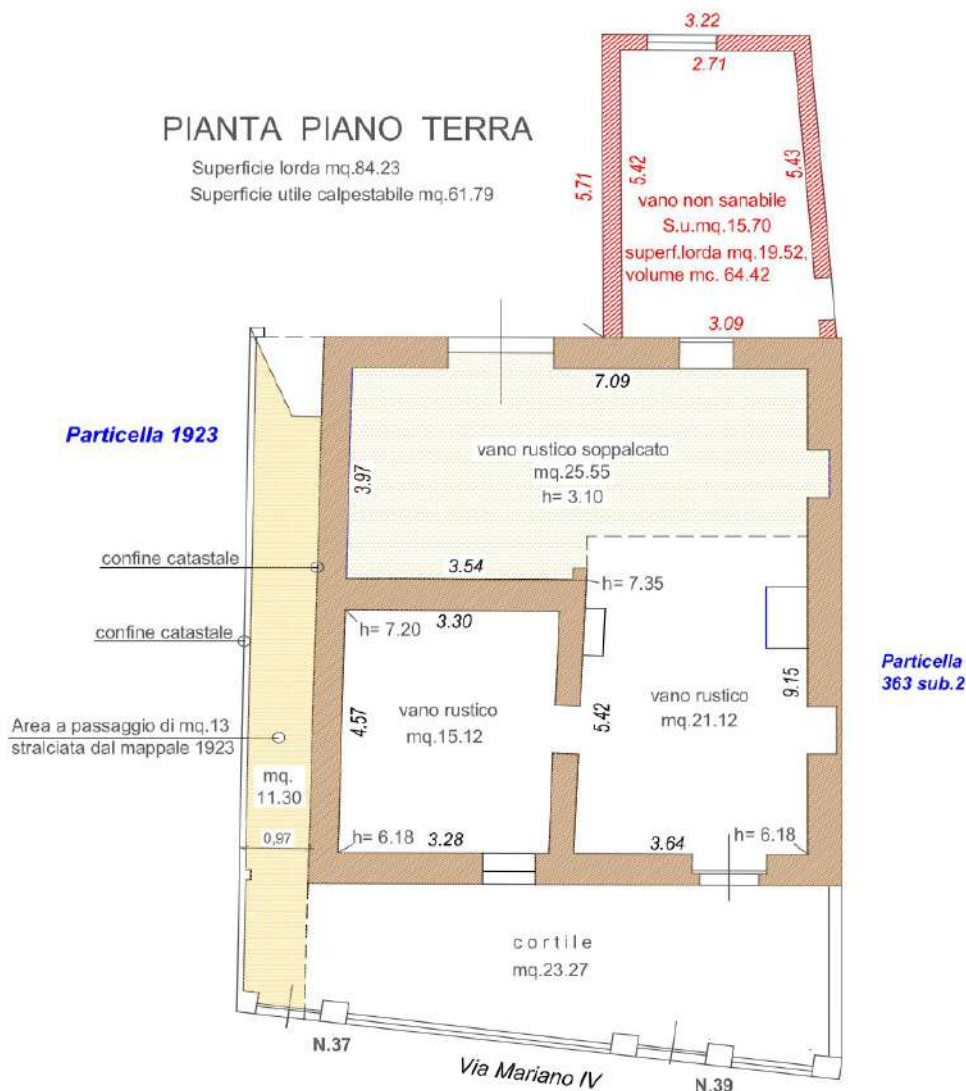 3.22
2.71
PIANTA PIANO TERRA
Superficie lorda mq.84.23
Superficie utile calpestabile mq.61.79
5.71
5.42
5.43
vano non sanabile
S.u.mq.15.70
superf.lorda mq.19.52,
volume mc. 64.42
3.09
7.09
Particella 1923
vano rustico soppalcato
mq.25.55
h= 3.10
3.97
confine catastale
3.54
h= 7.35
3.30
h= 7.20
confine catastale
Particella
363 sub.2
9.15
vano rustico
mq.21.12
vano rustico
mq.15.12
4.57
5.42
Area a passaggio di mq.13
stralciata dal mappale 1923
mq.
11.30
0,97
h= 6.18
3.28
3.64
h= 6.18
cortile
mq.23.27
N.37
Via Mariano IV
N.39